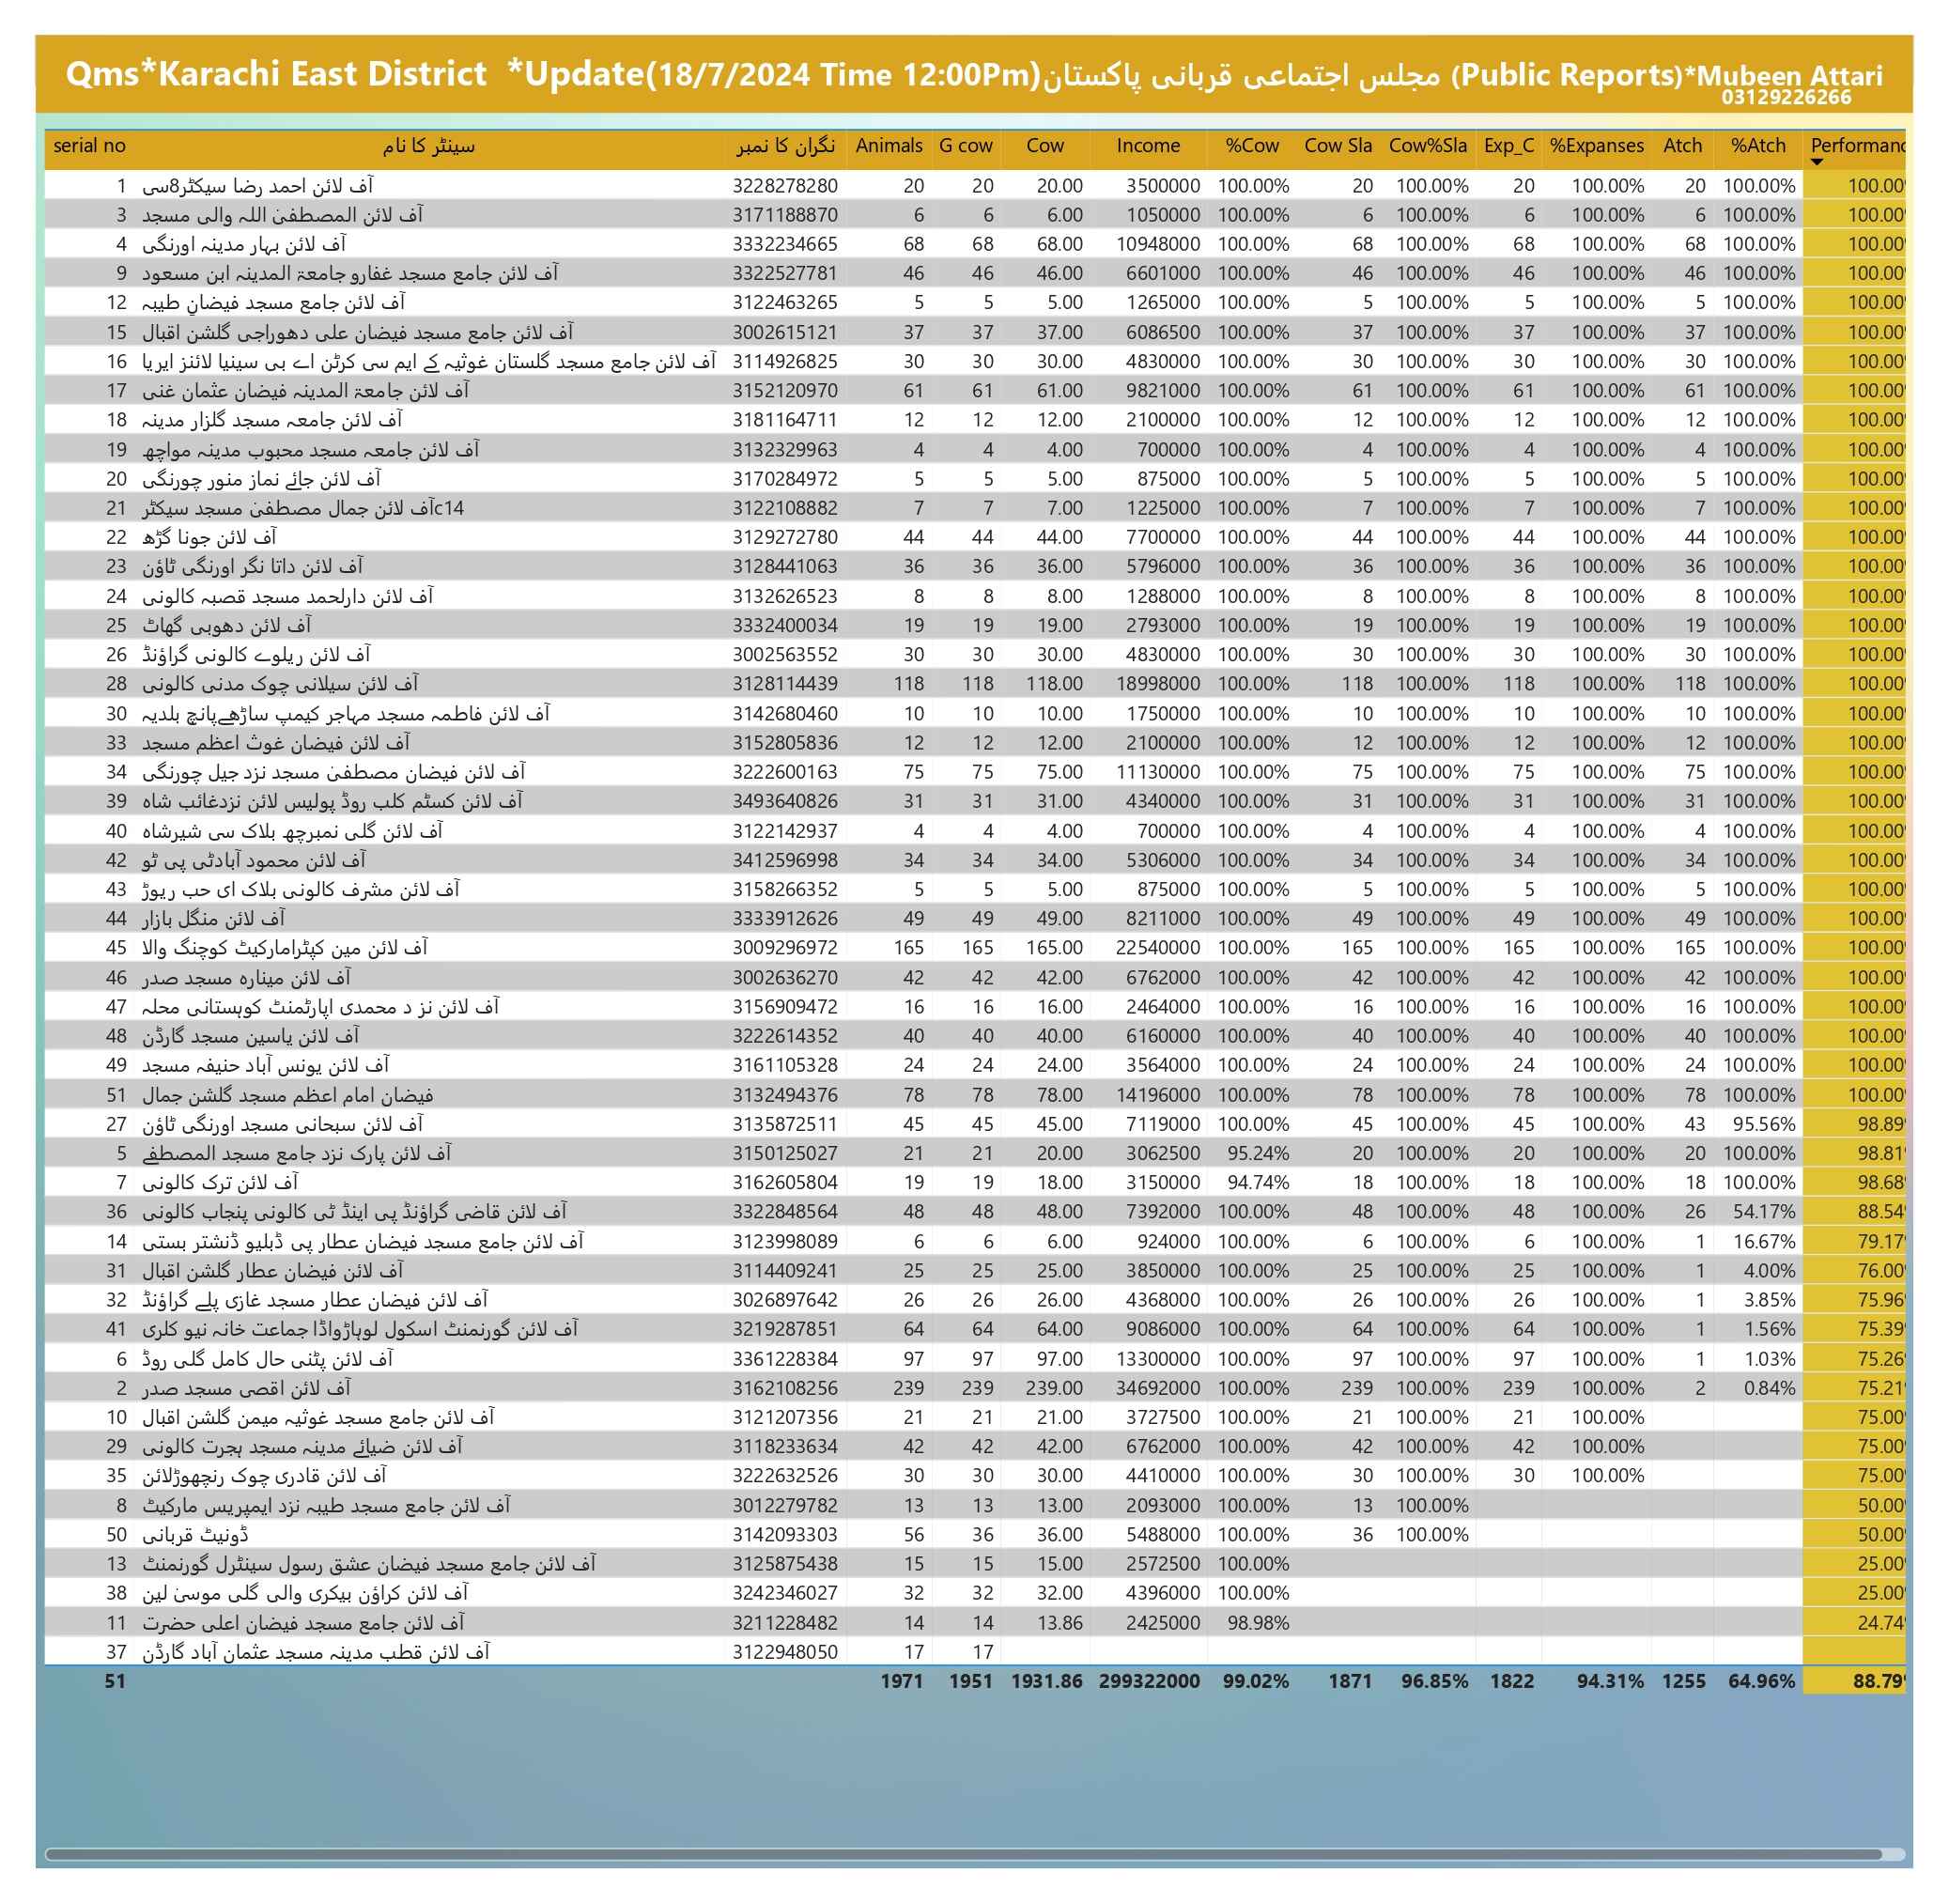 Qms*Karachi East District *Update(18/7/2024 Time 12:00Pm)مجلس اجتماعی قربانی پاکستان (Public Reports)*Mubeen Attari
03129226266
serial no سینٹر کا نام نگران کا نمبر Animals G cow Cow Income %Cow Cow Sla Cow%Sla Exp_C %Expanses Atch %Atch Performanc
1 آف لائن احمد رضا سیکٹر8سی 3228278280 20 20 20.00 3500000 100.00% 20 100.00% 20 100.00% 20 100.00% 100.00
3 آف لائن المصطفیٰ اللہ والی مسجد 3171188870 6 6 6.00 1050000 100.00% 6 100.00% 6 100.00% 6 100.00% 100.00
4 آف لائن بہار مدینہ اورنگی 3332234665 68 68 68.00 10948000 100.00% 68 100.00% 68 100.00% 68 100.00% 100.00
9 آف لائن جامع مسجد غفارو جامعۃ المدینہ ابن مسعود 3322527781 46 46 46.00 6601000 100.00% 46 100.00% 46 100.00% 46 100.00% 100.00
12 آف لائن جامع مسجد فیضانِ طیبہ 3122463265 5 5 5.00 1265000 100.00% 5 100.00% 5 100.00% 5 100.00% 100.00
15 آف لائن جامع مسجد فیضان علی دھوراجی گلشن اقبال 3002615121 37 37 37.00 6086500 100.00% 37 100.00% 37 100.00% 37 100.00% 100.00
16 آف لائن جامع مسجد گلستان غوثیہ کے ایم سی کرٹن اے بی سینیا لائنز ایریا 3114926825 30 30 30.00 4830000 100.00% 30 100.00% 30 100.00% 30 100.00% 100.00
17 آف لائن جامعۃ المدینہ فیضان عثمان غنی 3152120970 61 61 61.00 9821000 100.00% 61 100.00% 61 100.00% 61 100.00% 100.00
18 آف لائن جامعہ مسجد گلزار مدینہ 3181164711 12 12 12.00 2100000 100.00% 12 100.00% 12 100.00% 12 100.00% 100.00
19 آف لائن جامعہ مسجد محبوب مدینہ مواچھ 3132329963 4 4 4.00 700000 100.00% 4 100.00% 4 100.00% 4 100.00% 100.00
20 آف لائن جائے نماز منور چورنگی 3170284972 5 5 5.00 875000 100.00% 5 100.00% 5 100.00% 5 100.00% 100.00
21 آف لائن جمال مصطفیٰ مسجد سیکٹر c14 3122108882 7 7 7.00 1225000 100.00% 7 100.00% 7 100.00% 7 100.00% 100.00
22 آف لائن جونا گڑھ 3129272780 44 44 44.00 7700000 100.00% 44 100.00% 44 100.00% 44 100.00% 100.00
23 آف لائن داتا نگر اورنگی ٹاؤن 3128441063 36 36 36.00 5796000 100.00% 36 100.00% 36 100.00% 36 100.00% 100.00
24 آف لائن دارلحمد مسجد قصبہ کالونی 3132626523 8 8 8.00 1288000 100.00% 8 100.00% 8 100.00% 8 100.00% 100.00
25 آف لائن دھوبی گھاٹ 3332400034 19 19 19.00 2793000 100.00% 19 100.00% 19 100.00% 19 100.00% 100.00
26 آف لائن ریلوے کالونی گراؤنڈ 3002563552 30 30 30.00 4830000 100.00% 30 100.00% 30 100.00% 30 100.00% 100.00
28 آف لائن سیلانی چوک مدنی کالونی 3128114439 118 118 118.00 18998000 100.00% 118 100.00% 118 100.00% 118 100.00% 100.00
30 آف لائن فاطمہ مسجد مہاجر کیمپ ساڑھےپانچ بلدیہ 3142680460 10 10 10.00 1750000 100.00% 10 100.00% 10 100.00% 10 100.00% 100.00
33 آف لائن فیضان غوث اعظم مسجد 3152805836 12 12 12.00 2100000 100.00% 12 100.00% 12 100.00% 12 100.00% 100.00
34 آف لائن فیضان مصطفیٰ مسجد نزد جیل چورنگی 3222600163 75 75 75.00 11130000 100.00% 75 100.00% 75 100.00% 75 100.00% 100.00
39 آف لائن کسٹم کلب روڈ پولیس لائن نزدغائب شاہ 3493640826 31 31 31.00 4340000 100.00% 31 100.00% 31 100.00% 31 100.00% 100.00
40 آف لائن گلی نمبرچھ بلاک سی شیرشاہ 3122142937 4 4 4.00 700000 100.00% 4 100.00% 4 100.00% 4 100.00% 100.00
42 آف لائن محمود آبادٹی پی ٹو 3412596998 34 34 34.00 5306000 100.00% 34 100.00% 34 100.00% 34 100.00% 100.00
43 آف لائن مشرف کالونی بلاک ای حب ریوڑ 3158266352 5 5 5.00 875000 100.00% 5 100.00% 5 100.00% 5 100.00% 100.00
44 آف لائن منگل بازار 3333912626 49 49 49.00 8211000 100.00% 49 100.00% 49 100.00% 49 100.00% 100.00
45 آف لائن مین کپٹرامارکیٹ کوچنگ والا 3009296972 165 165 165.00 22540000 100.00% 165 100.00% 165 100.00% 165 100.00% 100.00
46 آف لائن مینارہ مسجد صدر 3002636270 42 42 42.00 6762000 100.00% 42 100.00% 42 100.00% 42 100.00% 100.00
47 آف لائن نز د محمدی اپارٹمنٹ کوہستانی محلہ 3156909472 16 16 16.00 2464000 100.00% 16 100.00% 16 100.00% 16 100.00% 100.00
48 آف لائن یاسین مسجد گارڈن 3222614352 40 40 40.00 6160000 100.00% 40 100.00% 40 100.00% 40 100.00% 100.00
49 آف لائن یونس آباد حنیفہ مسجد 3161105328 24 24 24.00 3564000 100.00% 24 100.00% 24 100.00% 24 100.00% 100.00
51 فیضان امام اعظم مسجد گلشن جمال 3132494376 78 78 78.00 14196000 100.00% 78 100.00% 78 100.00% 78 100.00% 100.00
27 آف لائن سبحانی مسجد اورنگی ٹاؤن 3135872511 45 45 45.00 7119000 100.00% 45 100.00% 45 100.00% 43 95.56% 98.89
5 آف لائن پارک نزد جامع مسجد المصطفے 3150125027 21 21 20.00 3062500 95.24% 20 100.00% 20 100.00% 20 100.00% 98.81
7 آف لائن ترک کالونی 3162605804 19 19 18.00 3150000 94.74% 18 100.00% 18 100.00% 18 100.00% 98.68
36 آف لائن قاضی گراؤنڈ پی اینڈ ٹی کالونی پنجاب کالونی 3322848564 48 48 48.00 7392000 100.00% 48 100.00% 48 100.00% 26 54.17% 88.54
14 آف لائن جامع مسجد فیضان عطار پی ڈبلیو ڈنشتر بستی 3123998089 6 6 6.00 924000 100.00% 6 100.00% 6 100.00% 1 16.67% 79.17
31 آف لائن فیضان عطار گلشن اقبال 3114409241 25 25 25.00 3850000 100.00% 25 100.00% 25 100.00% 1 4.00% 76.00
32 آف لائن فیضان عطار مسجد غازی پلے گراؤنڈ 3026897642 26 26 26.00 4368000 100.00% 26 100.00% 26 100.00% 1 3.85% 75.96
41 آف لائن گورنمنٹ اسکول لوہاڑواڈا جماعت خانہ نیو کلری 3219287851 64 64 64.00 9086000 100.00% 64 100.00% 64 100.00% 1 1.56% 75.39
6 آف لائن پٹنی حال کامل گلی روڈ 3361228384 97 97 97.00 13300000 100.00% 97 100.00% 97 100.00% 1 1.03% 75.26
2 آف لائن اقصی مسجد صدر 3162108256 239 239 239.00 34692000 100.00% 239 100.00% 239 100.00% 2 0.84% 75.21
10 آف لائن جامع مسجد غوثیہ میمن گلشن اقبال 3121207356 21 21 21.00 3727500 100.00% 21 100.00% 21 100.00% 75.00
29 آف لائن ضیائے مدینہ مسجد ہجرت کالونی 3118233634 42 42 42.00 6762000 100.00% 42 100.00% 42 100.00% 75.00
35 آف لائن قادری چوک رنچھوڑلائن 3222632526 30 30 30.00 4410000 100.00% 30 100.00% 30 100.00% 75.00
8 آف لائن جامع مسجد طیبہ نزد ایمپریس مارکیٹ 3012279782 13 13 13.00 2093000 100.00% 13 100.00% 50.00
50 ڈونیٹ قربانی 3142093303 56 36 36.00 5488000 100.00% 36 100.00% 50.00
13 آف لائن جامع مسجد فیضان عشق رسول سینٹرل گورنمنٹ 3125875438 15 15 15.00 2572500 100.00% 25.00
38 آف لائن کراؤن بیکری والی گلی موسیٰ لین 3242346027 32 32 32.00 4396000 100.00% 25.00
11 آف لائن جامع مسجد فیضان اعلی حضرت 3211228482 14 14 13.86 2425000 98.98% 24.74
37 آف لائن قطب مدینہ مسجد عثمان آباد گارڈن 3122948050 17 17
51 1971 1951 1931.86 299322000 99.02% 1871 96.85% 1822 94.31% 1255 64.96% 88.79